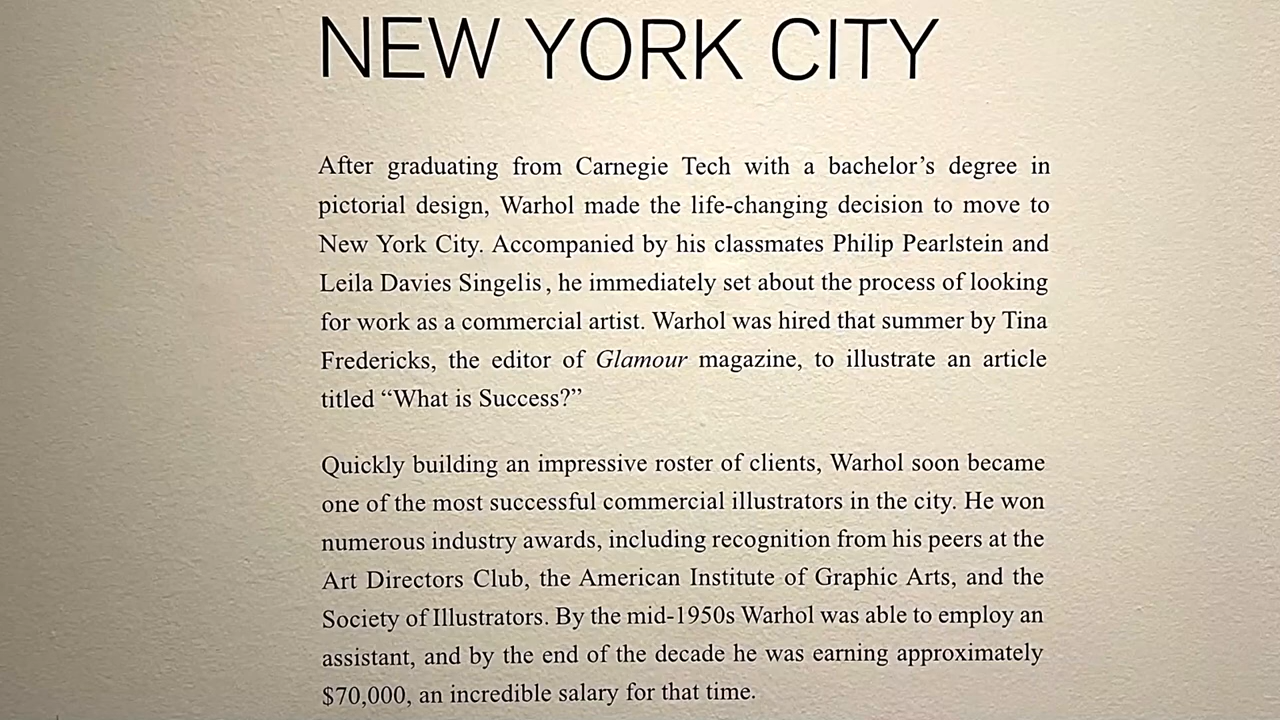 NEW YORK CITY
After graduating from Carnegie Tech with a bachelor’s degree in
pictorial design, Warhol made the life-changing decision to move to
New York City. Accompanied by his classmates Philip Pearlstein and
Leila Davies Singelis , he immediately set about the process of looking
for work as a commercial artist. Warhol was hired that summer by Tina
Fredericks, the editor of Glamour magazine, to illustrate an article
titled “What is Success?”
Quickly building an impressive roster of clients, Warhol soon became
one of the most successful commercial illustrators in the city. He won
numerous industry awards, including recognition from his peers at the
Art Directors Club, the American Institute of Graphic Arts, and the
Society of Illustrators. By the mid-1950s Warhol was able to employ an
assistant, and by the end of the decade he was earning approximately
$70,000, an incredible salary for that time.